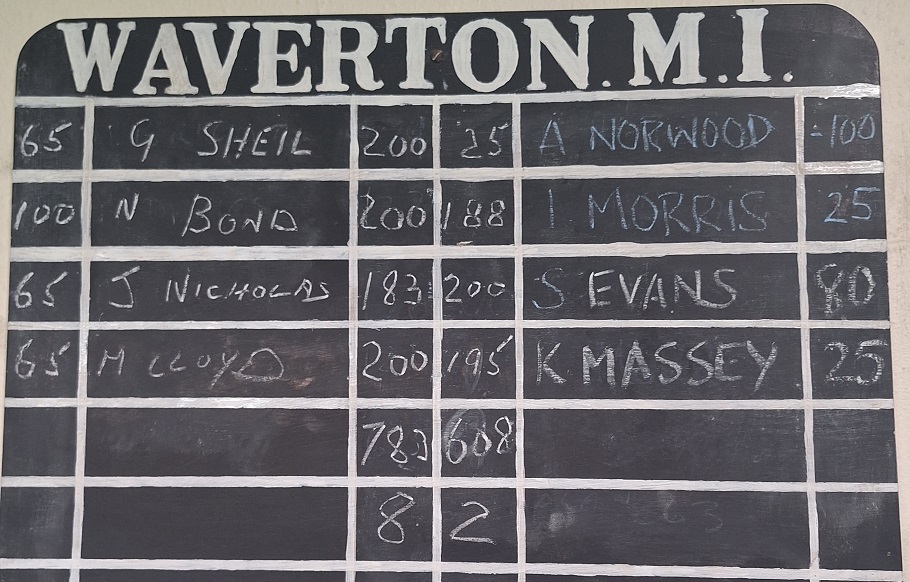 WAVERTON. M.I.
65 G SHEIL 200 25 A NORWOOD -100
100 N BOND 200 188 I MORRIS 25
65 J NICHOLAS 183 200 S EVANS 90
65 M LLOYD 200 195 K MASSEY 25
783 608
8 2